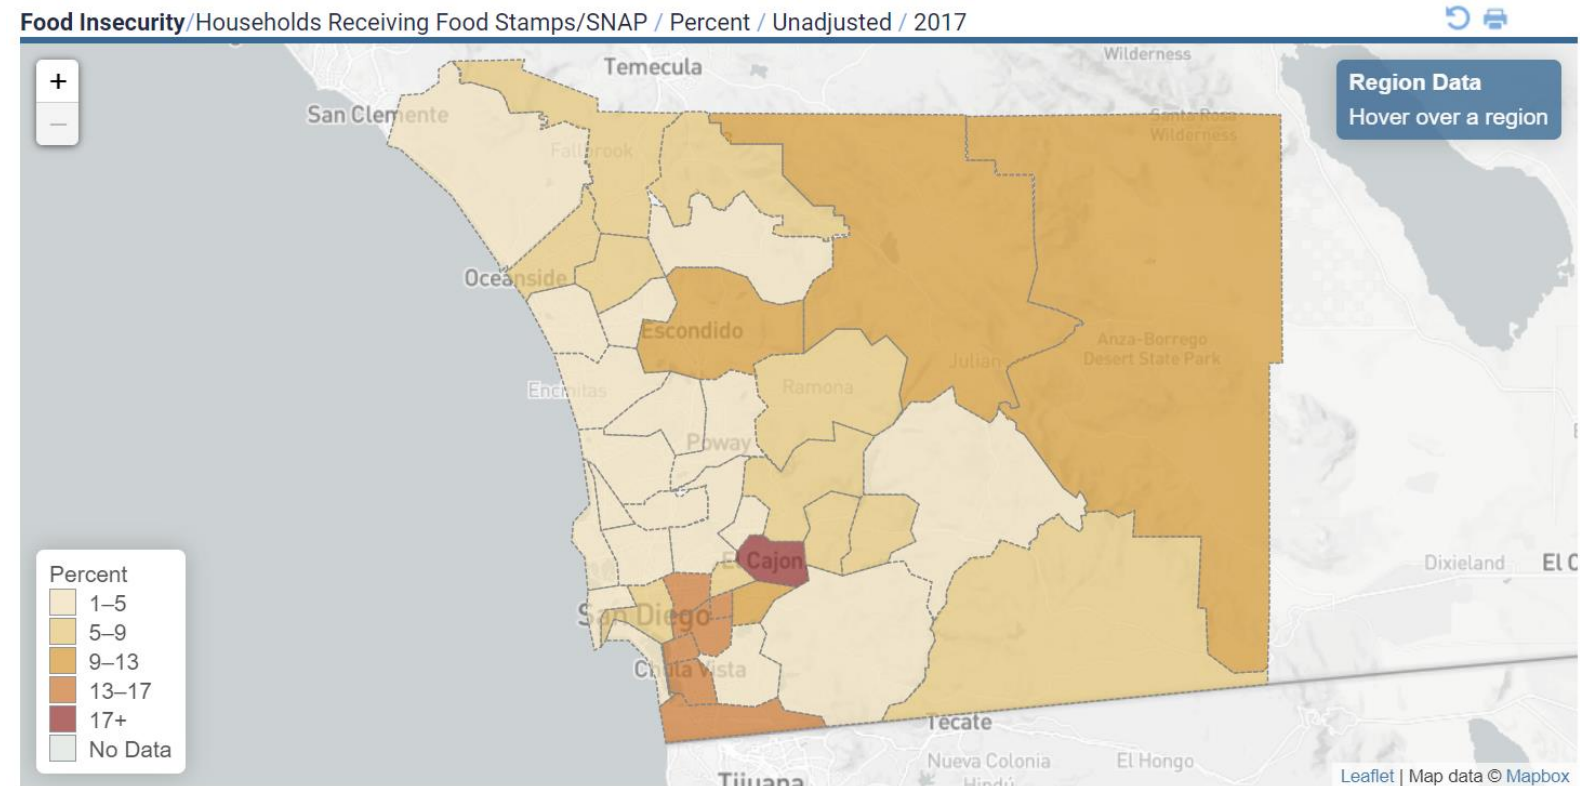 Food Insecurity/Households Receiving Food Stamps/SNAP / Percent / Unadjusted / 2017
+
−
Temecula
Wilderness
Region Data
Hover over a region
San Clemente
Santa Rosa
Wilderness
Fallbrook
Oceanside
Escondido
Anza-Borrego
Desert State Park
Julian
Encinitas
Ramona
Poway
El Cajon
Dixieland
El C
San Diego
Chula Vista
Percent
1–5
5–9
9–13
13–17
17+
No Data
Tecate
Nueva Colonia
Hindú
El Hongo
Tijuana
Leaflet | Map data © Mapbox